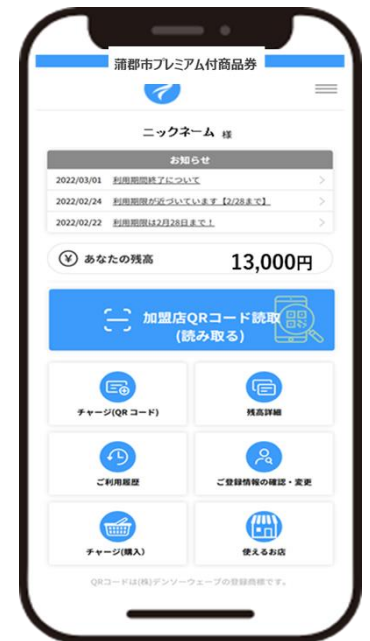 蒲郡市プレミアム付商品券
ニックネーム 様
お知らせ
2022/03/01 利用期間終了について
2022/02/24 利用期限が近づいています【2/28まで】
2022/02/22 利用期限は2月28日まで!
あなたの残高 13,000円
加盟店QRコード読取
(読み取る)
チャージ(QRコード) 残高詳細
ご利用履歴 ご登録情報の確認・変更
チャージ(購入) 使えるお店
QRコードは(株)デンソーウェーブの登録商標です。